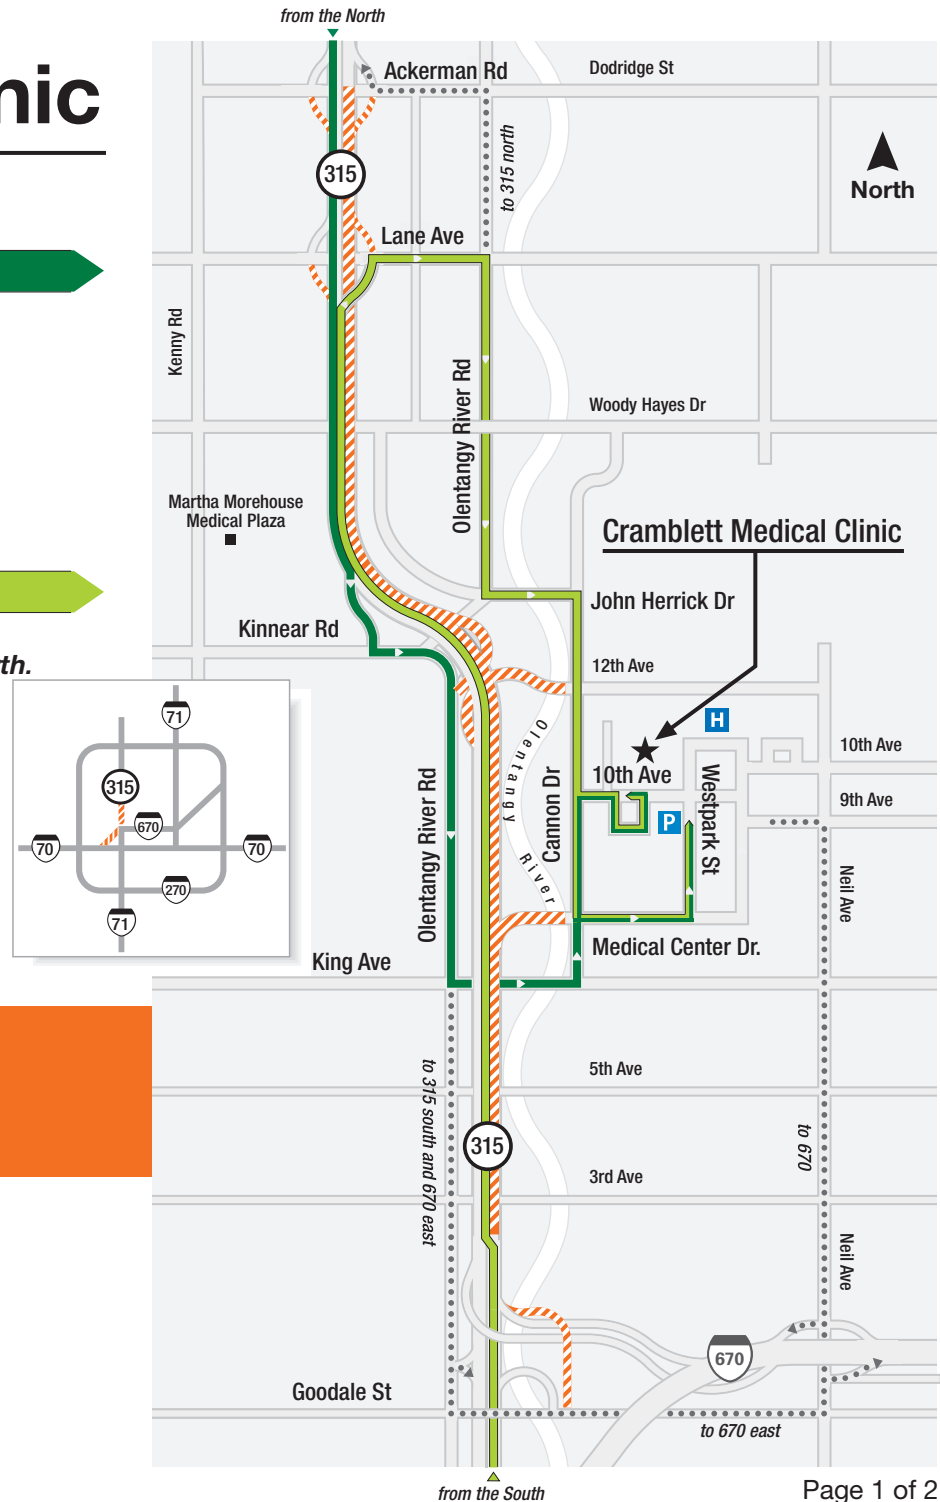 from the North
nic
Ackerman Rd
Dodridge St
to 315 north
315
North
Lane Ave
Kenny Rd
Olentangy River Rd
Woody Hayes Dr
Martha Morehouse
Medical Plaza
Cramblett Medical Clinic
John Herrick Dr
Kinnear Rd
th.
12th Ave
71
H
Olentangy
River
10th Ave
10th Ave
315
Cannon Dr
Westpark St
9th Ave
670
P
70
70
Olentangy River Rd
Neil Ave
270
71
Medical Center Dr.
King Ave
5th Ave
to 315 south and 670 east
to 670
315
3rd Ave
Neil Ave
670
Goodale St
to 670 east
from the South
Page 1 of 2